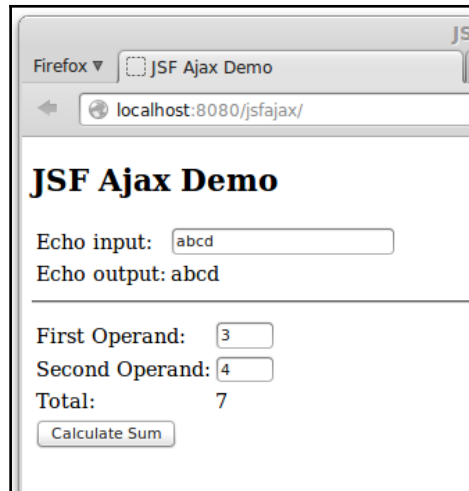 JS
Firefox ▼
JSF Ajax Demo
localhost:8080/jsfajax/
JSF Ajax Demo
Echo input: abcd
Echo output: abcd
First Operand: 3
Second Operand: 4
Total: 7
Calculate Sum